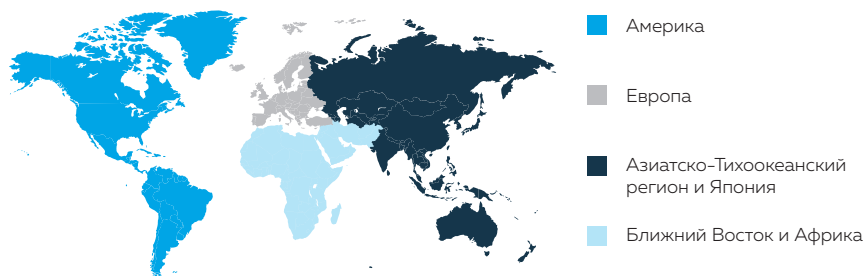 Америка
Европа
Азиатско-Тихоокеанский
регион и Япония
Ближний Восток и Африка